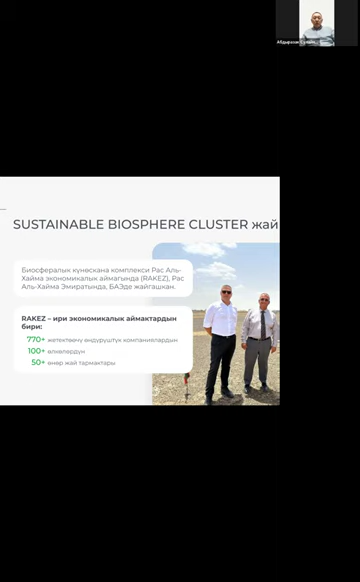 Абдыразак
SUSTAINABLE BIOSPHERE CLUSTER жай
Биосфералык күнөскана комплекси Рас Аль-
Хайма экономикалык аймагында (RAKEZ), Рас
Аль-Хайма Эмиратында, БАЭде жайгашкан.
RAKEZ – ири экономикалык аймактардын
бири:
770+ жетектөөчү өндүрүштүк компаниялардын
100+ өлкөлөрдүн
50+ өнөр жай тармактары